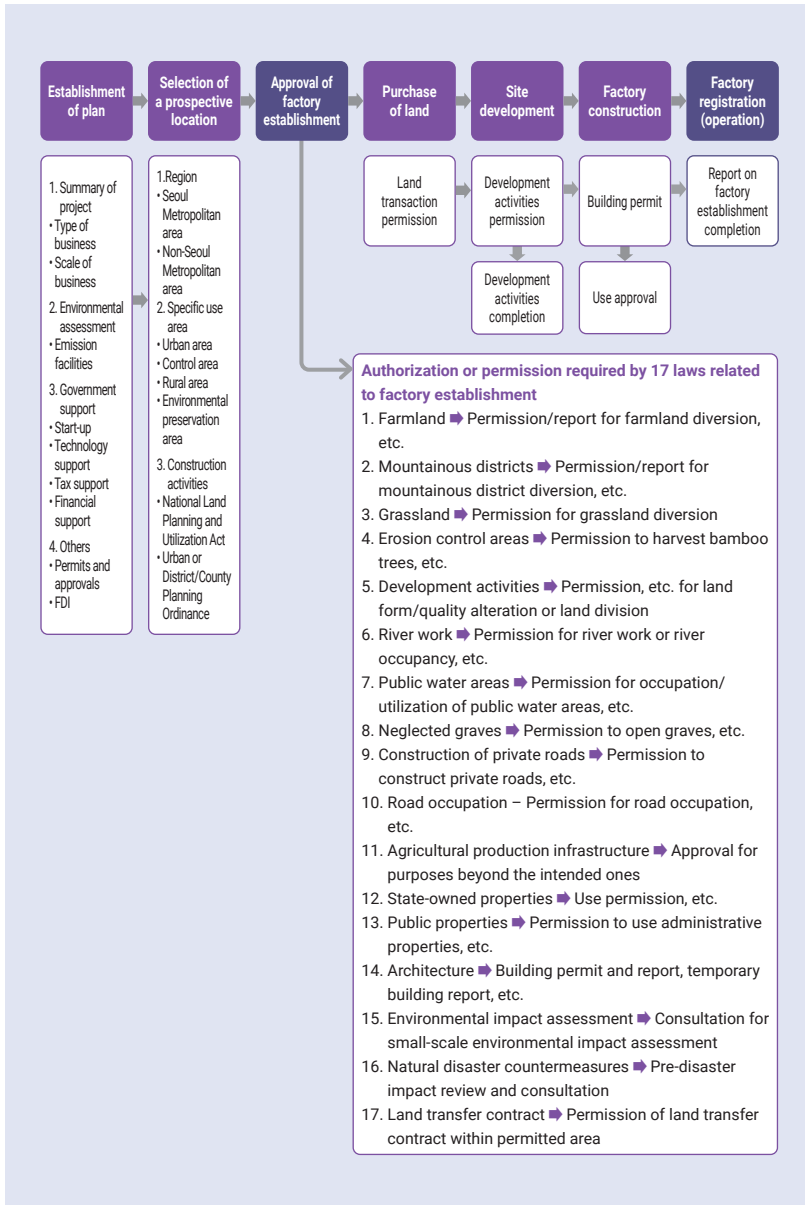 Establishment
of plan
Selection of
a prospective
location
Approval of
factory
establishment
Purchase
of land
Site
development
Factory
construction
Factory
registration
(operation)
1. Summary of
project
• Type of
business
• Scale of
business
2. Environmental
assessment
• Emission
facilities
3. Government
support
• Start-up
• Technology
support
• Tax support
• Financial
support
4. Others
• Permits and
approvals
• FDI
1.Region
• Seoul
Metropolitan
area
• Non-Seoul
Metropolitan
area
2. Specific use
area
• Urban area
• Control area
• Rural area
• Environmental
preservation
area
3. Construction
activities
• National Land
Planning and
Utilization Act
• Urban or
District/County
Planning
Ordinance
Land
transaction
permission
Development
activities
permission
Building permit
Report on
factory
establishment
completion
Development
activities
completion
Use approval
Authorization or permission required by 17 laws related
to factory establishment
1. Farmland ➡ Permission/report for farmland diversion,
etc.
2. Mountainous districts ➡ Permission/report for
mountainous district diversion, etc.
3. Grassland ➡ Permission for grassland diversion
4. Erosion control areas ➡ Permission to harvest bamboo
trees, etc.
5. Development activities ➡ Permission, etc. for land
form/quality alteration or land division
6. River work ➡ Permission for river work or river
occupancy, etc.
7. Public water areas ➡ Permission for occupation/
utilization of public water areas, etc.
8. Neglected graves ➡ Permission to open graves, etc.
9. Construction of private roads ➡ Permission to
construct private roads, etc.
10. Road occupation – Permission for road occupation,
etc.
11. Agricultural production infrastructure ➡ Approval for
purposes beyond the intended ones
12. State-owned properties ➡ Use permission, etc.
13. Public properties ➡ Permission to use administrative
properties, etc.
14. Architecture ➡ Building permit and report, temporary
building report, etc.
15. Environmental impact assessment ➡ Consultation for
small-scale environmental impact assessment
16. Natural disaster countermeasures ➡ Pre-disaster
impact review and consultation
17. Land transfer contract ➡ Permission of land transfer
contract within permitted area